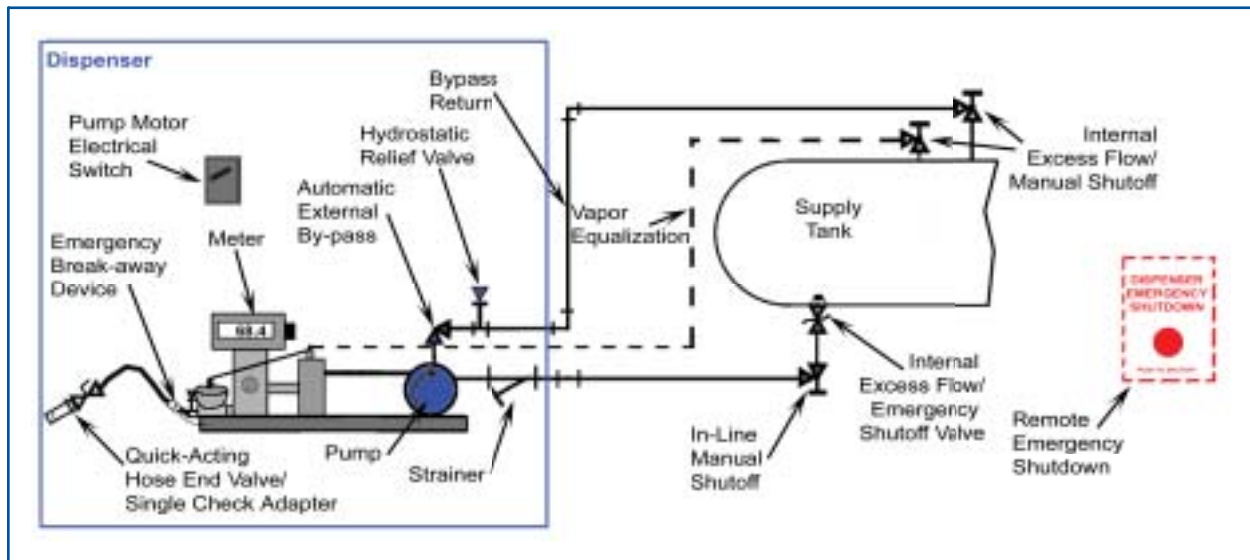 Dispenser
Pump Motor
Electrical
Switch
Bypass
Return
Hydrostatic
Relief Valve
Automatic
External
By-pass
Emergency
Break-away
Device
Meter
98.4
Vapor
Equalization
Supply
Tank
Internal
Excess Flow/
Manual Shutoff
DISPENSER
EMERGENCY
SHUTDOWN
Quick-Acting
Hose End Valve/
Single Check Adapter
Pump
Strainer
In-Line
Manual
Shutoff
Internal
Excess Flow/
Emergency
Shutoff Valve
Remote
Emergency
Shutdown